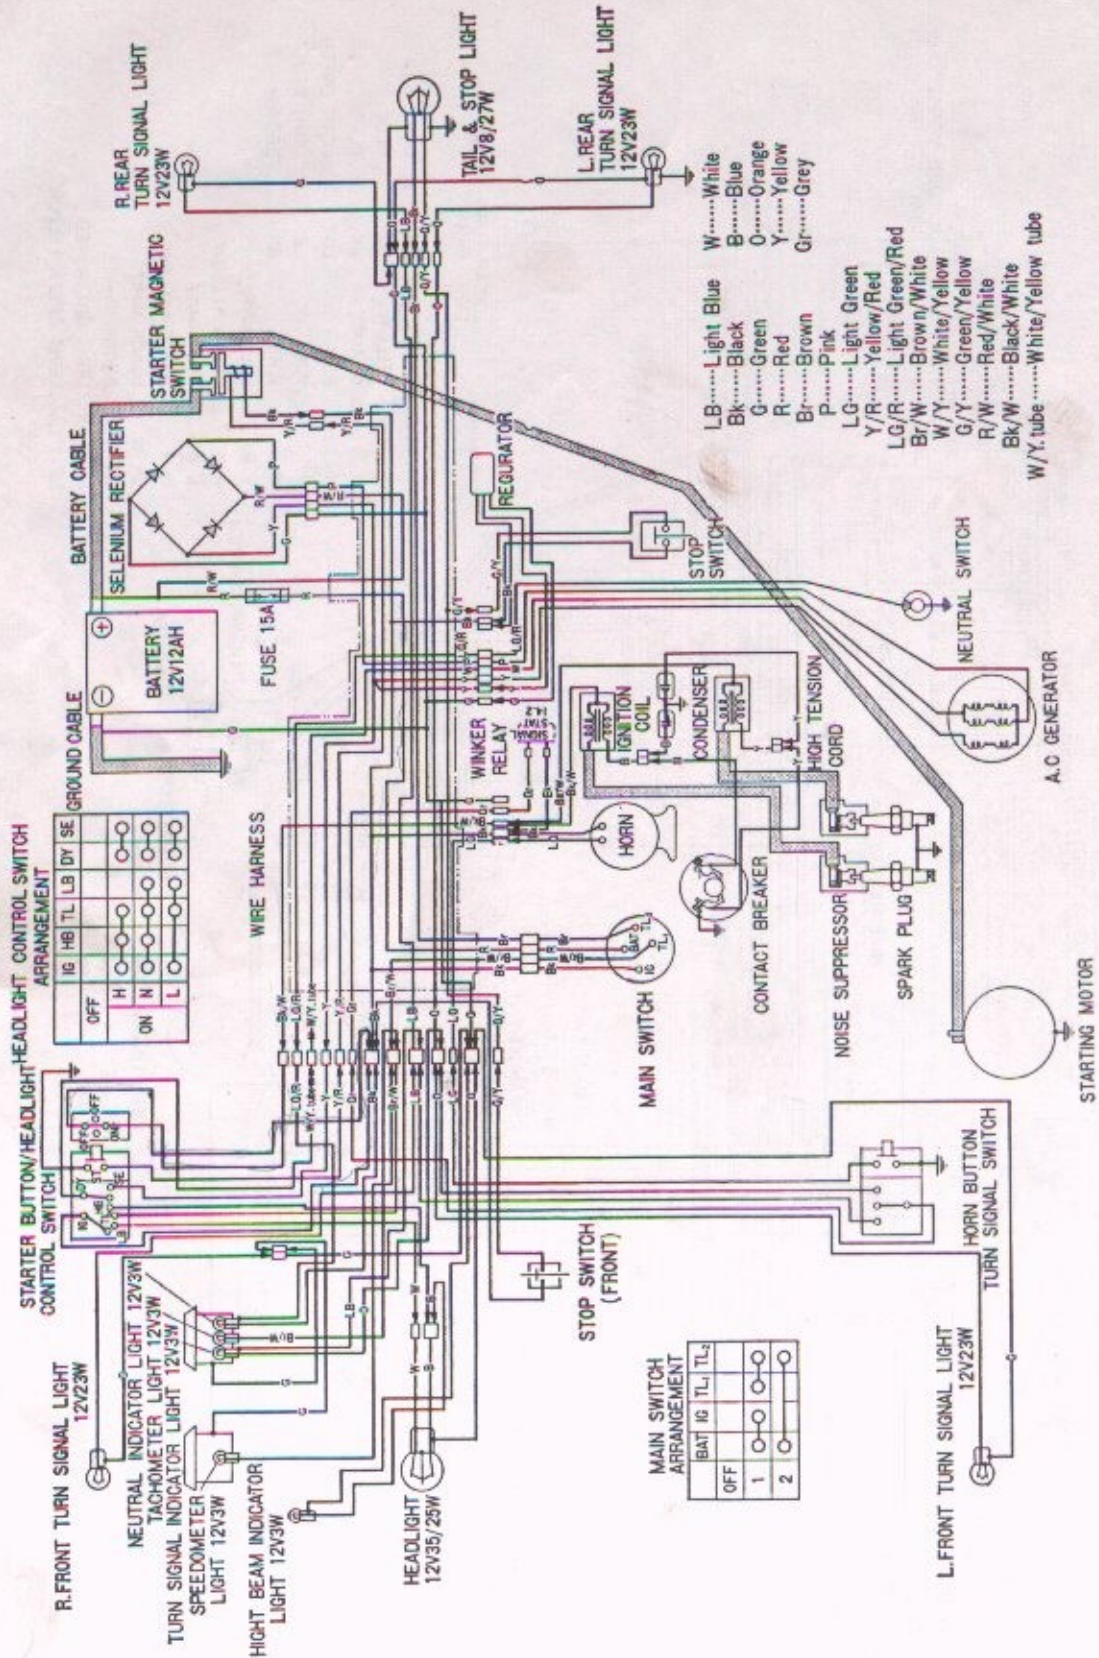 R.FRONT TURN SIGNAL LIGHT
12V23W
NEUTRAL INDICATOR LIGHT 12V3W
TACHOMETER LIGHT 12V3W
TURN SIGNAL INDICATOR LIGHT 12V3W
SPEEDOMETER
LIGHT 12V3W
HIGHT BEAM INDICATOR
LIGHT 12V3W
HEADLIGHT
12V35/25W
STARTER BUTTON/HEADLIGHT
CONTROL SWITCH
HEADLIGHT CONTROL SWITCH
ARRANGEMENT
IG HB TL LB DY SE
OFF
ON
H
N
L
GROUND CABLE
BATTERY
12V12AH
BATTERY CABLE
FUSE 15A
SELENIUM RECTIFIER
STARTER MAGNETIC
SWITCH
R.REAR
TURN SIGNAL LIGHT
12V23W
TAIL & STOP LIGHT
12V8/27W
L.REAR
TURN SIGNAL LIGHT
12V23W
WIRE HARNESS
WINKER
RELAY
REGURATOR
STOP
SWITCH
NEUTRAL SWITCH
A.C GENERATOR
IGNITION
COIL
CONDENSER
HIGH TENSION
CORD
HORN
CONTACT BREAKER
NOISE SUPPRESSOR
SPARK PLUG
MAIN SWITCH
BAT
TL₁
TL₂
IG
STARTING MOTOR
STOP SWITCH
(FRONT)
HORN BUTTON
TURN SIGNAL SWITCH
L.FRONT TURN SIGNAL LIGHT
12V23W
MAIN SWITCH
ARRANGEMENT
BAT IG TL₁ TL₂
OFF
1
2
LB······Light Blue
Bk······Black
G······Green
R······Red
Br······Brown
P······Pink
LG······Light Green
Y/R······Yellow/Red
LG/R······Light Green/Red
Br/W······Brown/White
W/Y······White/Yellow
G/Y······Green/Yellow
R/W······Red/White
Bk/W······Black/White
W/Y.tube······White/Yellow tube
W······White
B······Blue
O······Orange
Y······Yellow
Gr······Grey